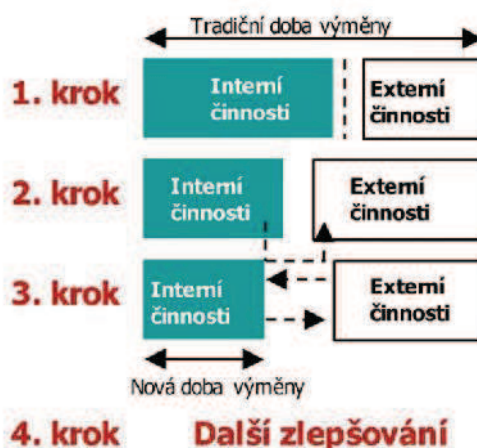 Tradiční doba výměny
1. krok
Interní
činnosti
Externí
činnosti
2. krok
Interní
činnosti
Externí
činnosti
3. krok
Interní
činnosti
Externí
činnosti
Nová doba výměny
4. krok Další zlepšování